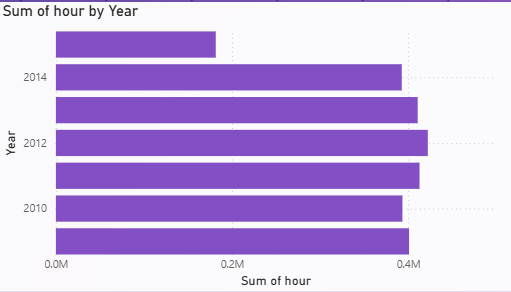 Sum of hour by Year
Year
2014
2012
2010
0.0M 0.2M 0.4M
Sum of hour